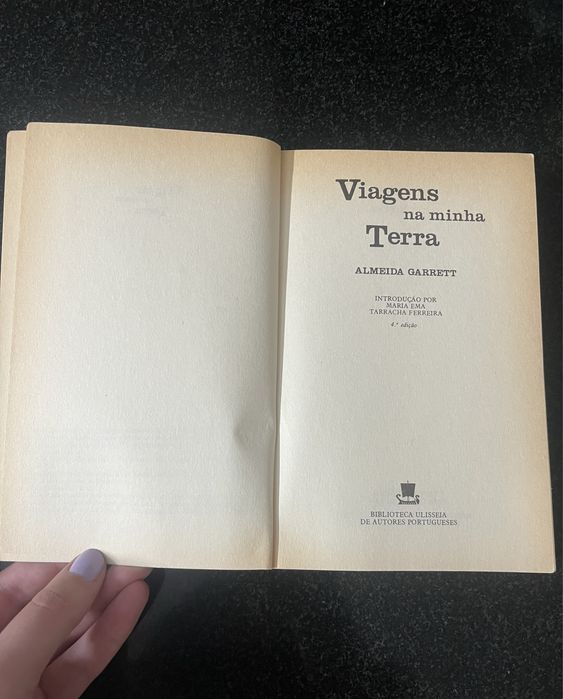 Viagens
na minha
Terra
ALMEIDA GARRETT
INTRODUÇÃO POR
MARIA EMA
TARRACHA FERREIRA
4.ª edição
BIBLIOTECA ULISSEIA
DE AUTORES PORTUGUESES